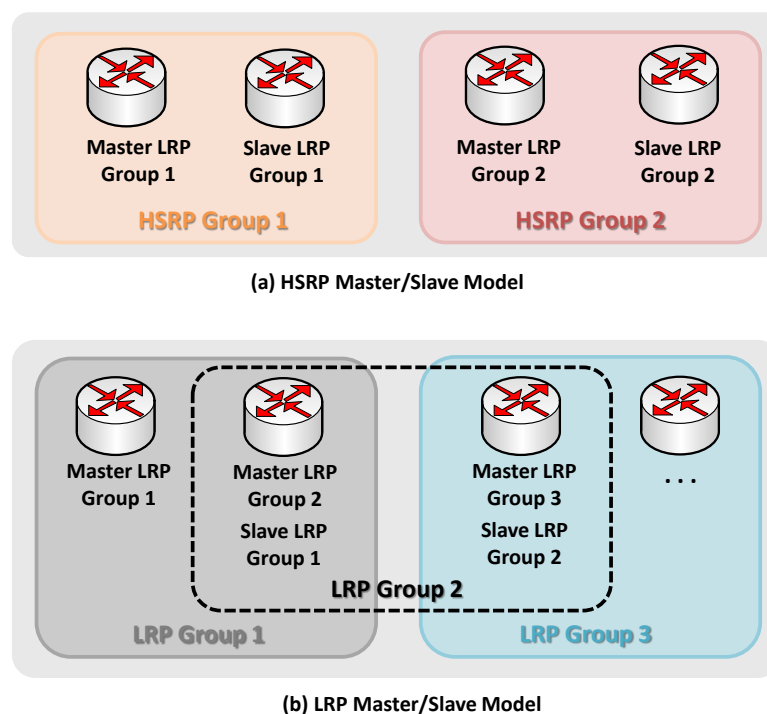 Master LRP
Group 1
Slave LRP
Group 1
Master LRP
Group 2
Slave LRP
Group 2
HSRP Group 1
HSRP Group 2
(a) HSRP Master/Slave Model
Master LRP
Group 1
Master LRP
Group 2
Slave LRP
Group 1
Master LRP
Group 3
Slave LRP
Group 2
...
LRP Group 2
LRP Group 1
LRP Group 3
(b) LRP Master/Slave Model